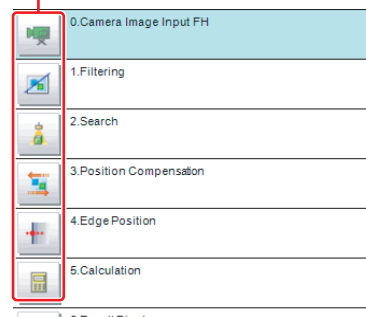 0.Camera Image Input FH
1.Filtering
2.Search
3.Position Compensation
4.Edge Position
5.Calculation